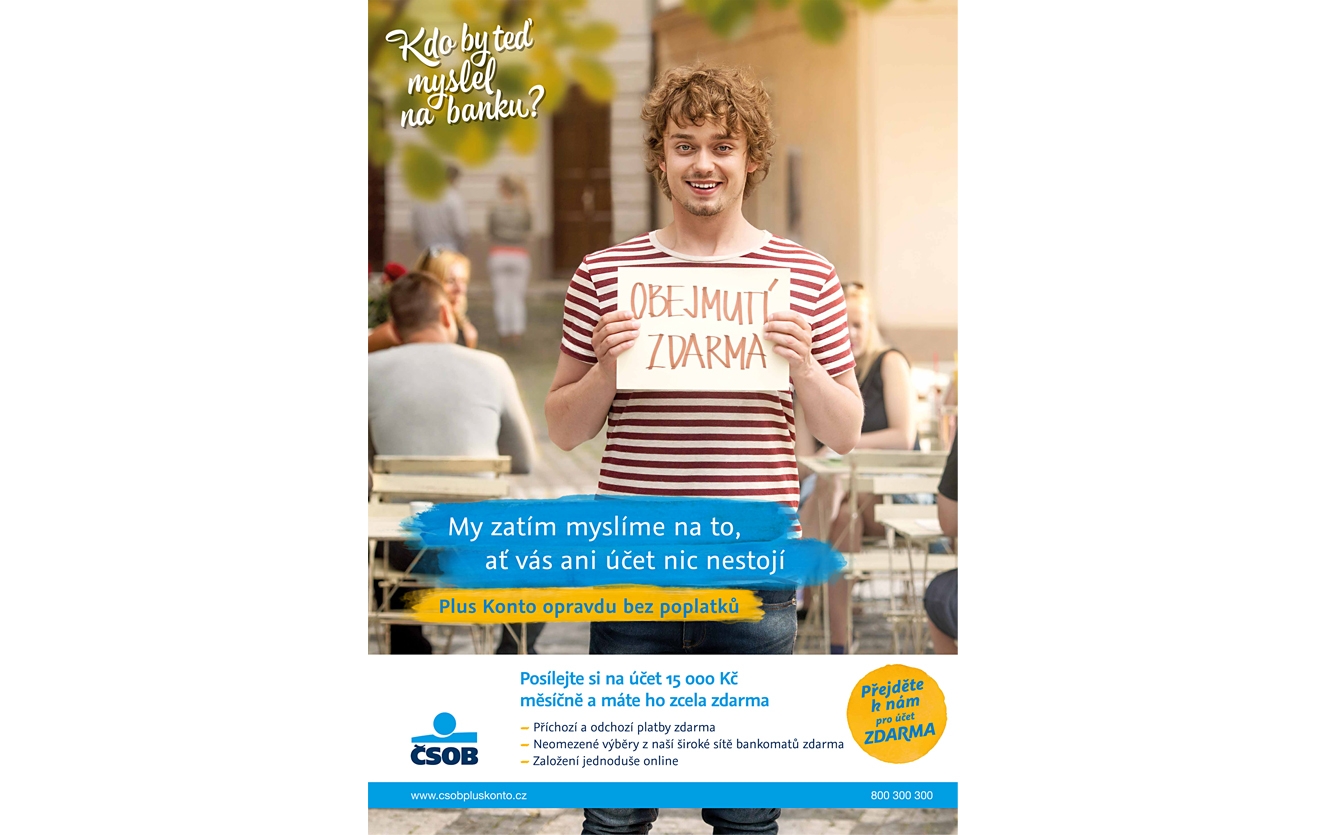 Kdo by teď
myslel
na banku?
OBEJMUTÍ
ZDARMA
My zatím myslíme na to,
ať vás ani účet nic nestojí
Plus Konto opravdu bez poplatků
Posílejte si na účet 15 000 Kč
měsíčně a máte ho zcela zdarma
– Příchozí a odchozí platby zdarma
– Neomezené výběry z naší široké sítě bankomatů zdarma
– Založení jednoduše online
Přejděte
k nám
pro účet
ZDARMA
ČSOB
www.csobpluskonto.cz
800 300 300